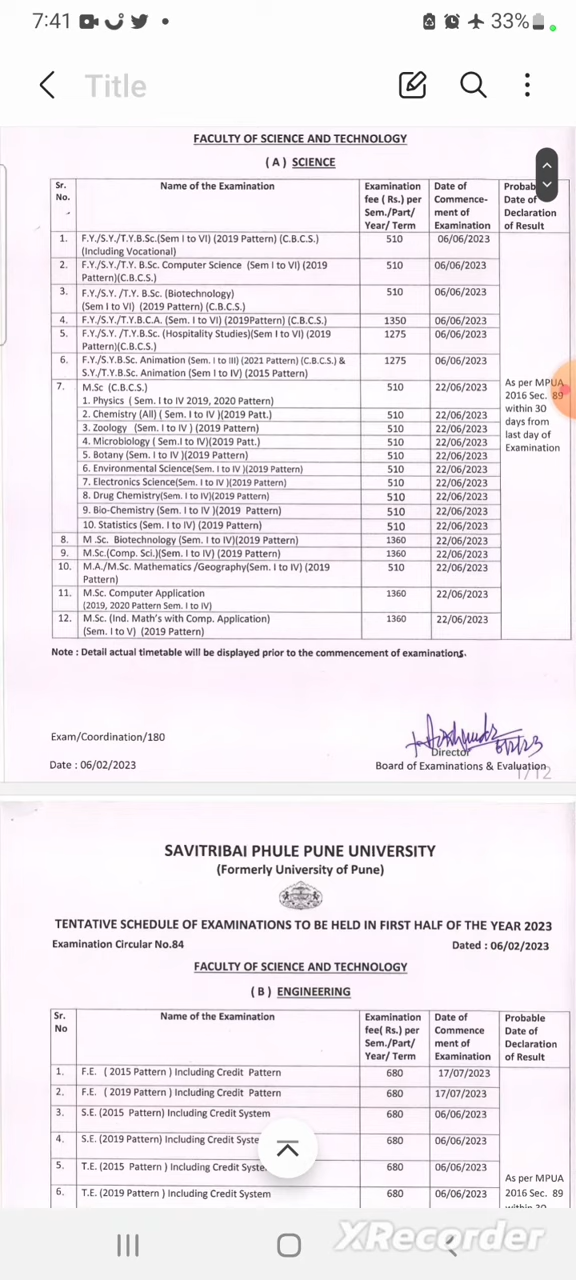 7:41
33%
Title
FACULTY OF SCIENCE AND TECHNOLOGY
( A ) SCIENCE
Sr. No. Name of the Examination Examination fee ( Rs.) per Sem./Part/ Year/ Term Date of Commence- ment of Examination Probab Date of Declaration of Result
1. F.Y./S.Y./T.Y.B.Sc.(Sem I to VI) (2019 Pattern) (C.B.C.S.) 510 06/06/2023
(Including Vocational)
2. F.Y./S.Y./T.Y. B.Sc. Computer Science (Sem I to VI) (2019 510 06/06/2023
Pattern)(C.B.C.S.)
3. F.Y./S.Y. /T.Y. B.Sc. (Biotechnology) 510 06/06/2023
(Sem I to VI) (2019 Pattern) (C.B.C.S.)
4. F.Y./S.Y./T.Y.B.C.A. (Sem. I to VI) (2019Pattern) (C.B.C.S.) 1350 06/06/2023
5. F.Y./S.Y. /T.Y.B.Sc. (Hospitality Studies)(Sem I to VI) (2019 1275 06/06/2023
Pattern)(C.B.C.S.)
6. F.Y./S.Y.B.Sc. Animation (Sem. I to III) (2021 Pattern) (C.B.C.S.) & 1275 06/06/2023
S.Y./T.Y.B.Sc. Animation (Sem I to IV) (2015 Pattern)
7. M.Sc (C.B.C.S.) 510 22/06/2023
As per MPUA 2016 Sec. 89 within 30 days from last day of Examination
1. Physics ( Sem. I to IV 2019, 2020 Pattern)
2. Chemistry (All) ( Sem. I to IV )(2019 Patt.) 510 22/06/2023
3. Zoology (Sem. I to IV ) (2019 Pattern) 510 22/06/2023
4. Microbiology ( Sem.I to IV)(2019 Patt.) 510 22/06/2023
5. Botany (Sem. I to IV )(2019 Pattern) 510 22/06/2023
6. Environmental Science(Sem. I to IV )(2019 Pattern) 510 22/06/2023
7. Electronics Science(Sem. I to IV )(2019 Pattern) 510 22/06/2023
8. Drug Chemistry(Sem. I to IV)(2019 Pattern) 510 22/06/2023
9. Bio-Chemistry (Sem. I to IV )(2019 Pattern) 510 22/06/2023
10. Statistics (Sem. I to IV) (2019 Pattern) 510 22/06/2023
8. M .Sc. Biotechnology (Sem. I to IV)(2019 Pattern) 1360 22/06/2023
9. M.Sc.(Comp. Sci.)(Sem. I to IV) (2019 Pattern) 1360 22/06/2023
10. M.A./M.Sc. Mathematics /Geography(Sem. I to IV) (2019 510 22/06/2023
Pattern)
11. M.Sc. Computer Application 1360 22/06/2023
(2019, 2020 Pattern Sem. I to IV)
12. M.Sc. (Ind. Math's with Comp. Application) 1360 22/06/2023
(Sem. I to V) (2019 Pattern)
Note : Detail actual timetable will be displayed prior to the commencement of examinations.
Exam/Coordination/180
Director
Date : 06/02/2023 Board of Examinations & Evaluation
1/12
SAVITRIBAI PHULE PUNE UNIVERSITY
(Formerly University of Pune)
TENTATIVE SCHEDULE OF EXAMINATIONS TO BE HELD IN FIRST HALF OF THE YEAR 2023
Examination Circular No.84 Dated : 06/02/2023
FACULTY OF SCIENCE AND TECHNOLOGY
( B ) ENGINEERING
Sr. No Name of the Examination Examination fee( Rs.) per Sem./Part/ Year/ Term Date of Commence ment of Examination Probable Date of Declaration of Result
1. F.E. ( 2015 Pattern ) Including Credit Pattern 680 17/07/2023
2. F.E. ( 2019 Pattern ) Including Credit Pattern 680 17/07/2023
3. S.E. (2015 Pattern) Including Credit System 680 06/06/2023
4. S.E. (2019 Pattern) Including Credit Syste 680 06/06/2023
5. T.E. (2015 Pattern ) Including Credit Syste 680 06/06/2023
As per MPUA
6. T.E. (2019 Pattern ) Including Credit System 680 06/06/2023 2016 Sec. 89
within 30
XRecorder